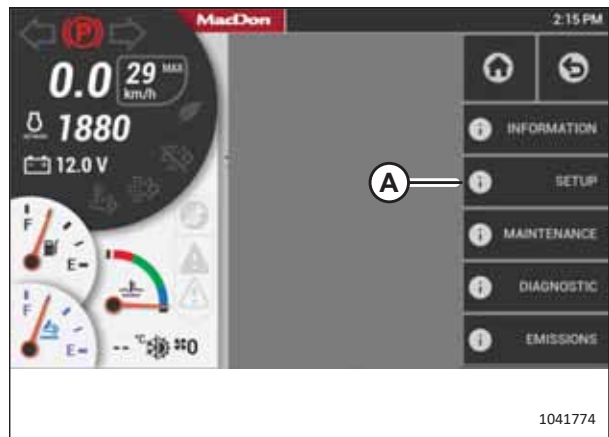 MacDon
2:15 PM
P
0.0
29 MAX
km/h
1880
12.0 V
INFORMATION
SETUP
A
MAINTENANCE
DIAGNOSTIC
EMISSIONS
F
E
F
E
-- °C
0
1041774